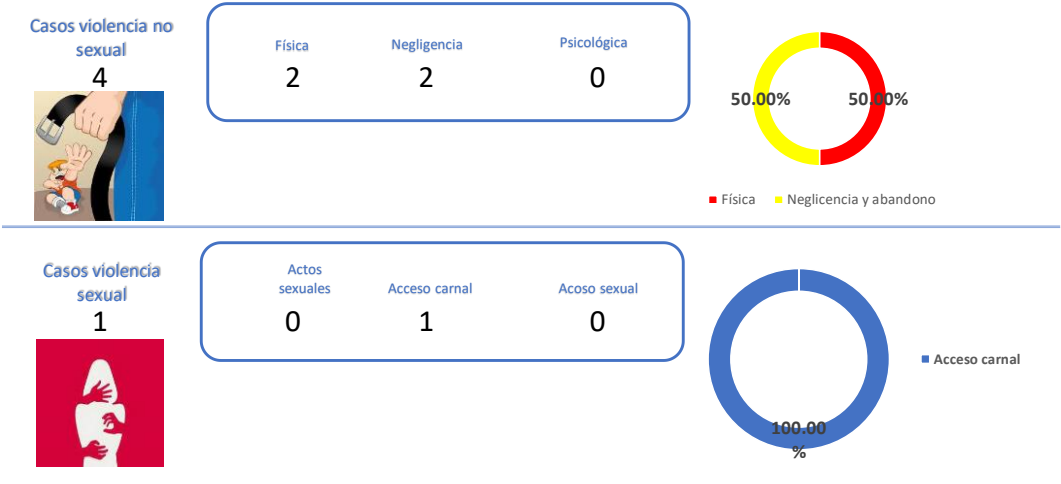 Casos violencia no
sexual
4
Física
Negligencia
Psicológica
2
2
0
50.00%
50.00%
Física
Neglicencia y abandono
Casos violencia
sexual
1
Actos
sexuales
Acceso carnal
Acoso sexual
0
1
0
100.00
%
Acceso carnal